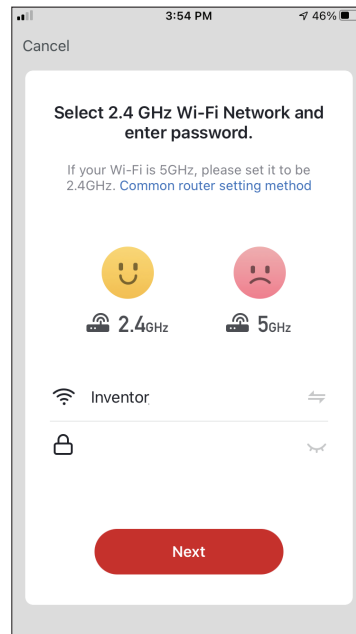 3:54 PM
46%
Cancel
Select 2.4 GHz Wi-Fi Network and
enter password.
If your Wi-Fi is 5GHz, please set it to be
2.4GHz. Common router setting method
2.4GHz
5GHz
Inventor
Next